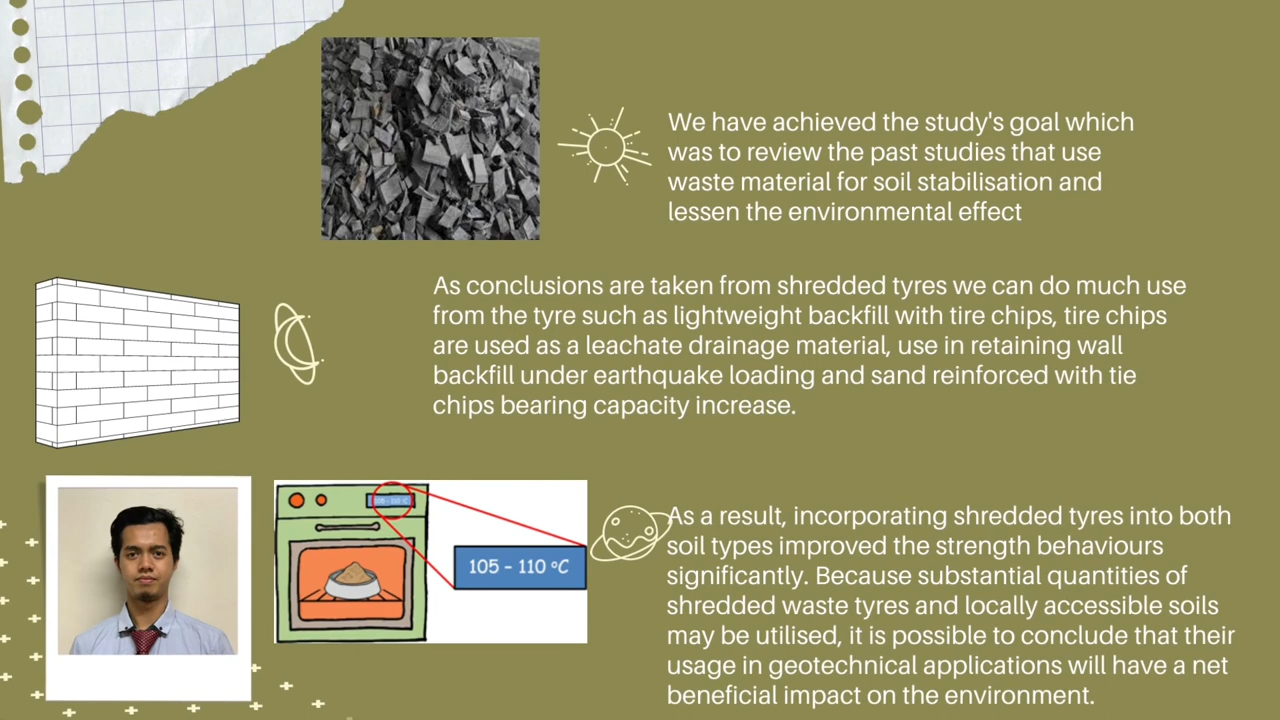 We have achieved the study's goal which
was to review the past studies that use
waste material for soil stabilisation and
lessen the environmental effect
As conclusions are taken from shredded tyres we can do much use
from the tyre such as lightweight backfill with tire chips, tire chips
are used as a leachate drainage material, use in retaining wall
backfill under earthquake loading and sand reinforced with tie
chips bearing capacity increase.
105 - 110 °C
105 – 110 °C
As a result, incorporating shredded tyres into both
soil types improved the strength behaviours
significantly. Because substantial quantities of
shredded waste tyres and locally accessible soils
may be utilised, it is possible to conclude that their
usage in geotechnical applications will have a net
beneficial impact on the environment.